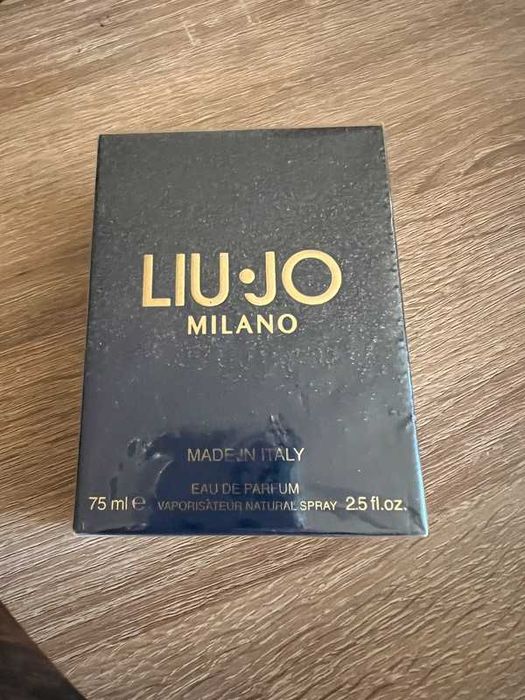 LIU·JO
MILANO
MADE IN ITALY
EAU DE PARFUM
75 ml ℮ VAPORISATEUR NATURAL SPRAY 2.5 fl.oz.